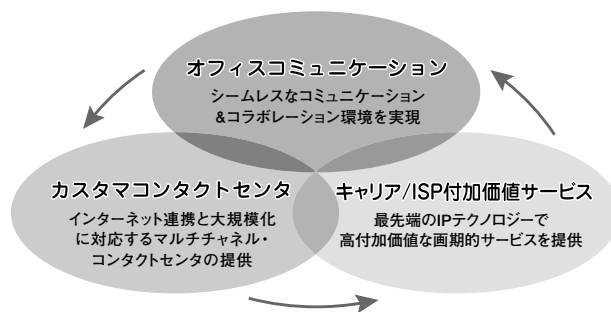 オフィスコミュニケーション
シームレスなコミュニケーション
&コラボレーション環境を実現
カスタマコンタクトセンタ
インターネット連携と大規模化
に対応するマルチチャネル・
コンタクトセンタの提供
キャリア/ISP付加価値サービス
最先端のIPテクノロジーで
高付加価値な画期的サービスを提供